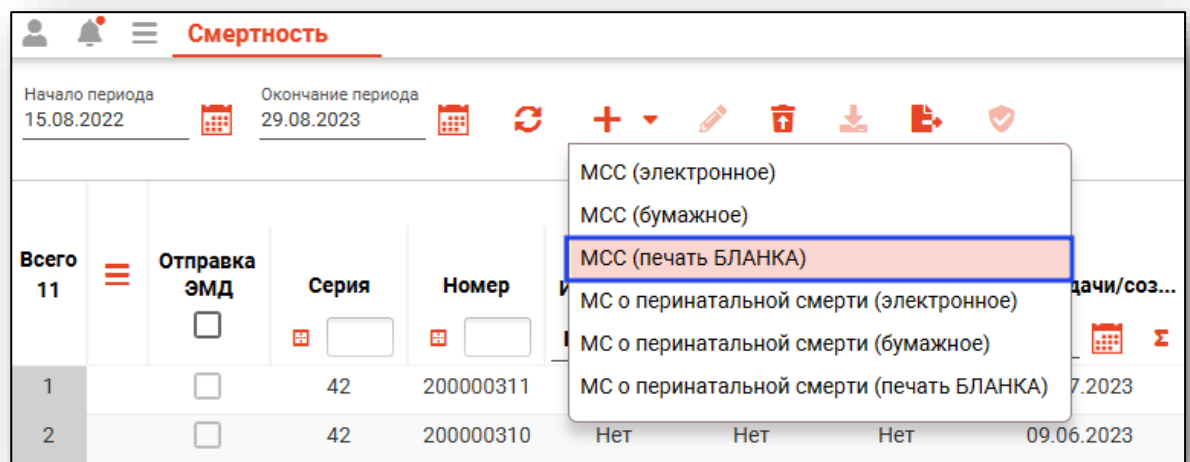 Смертность
Начало периода
Окончание периода
15.08.2022
29.08.2023
МСС (электронное)
МСС (бумажное)
МСС (печать БЛАНКА)
МС о перинатальной смерти (электронное)
МС о перинатальной смерти (бумажное)
МС о перинатальной смерти (печать БЛАНКА)
Всего
11
Отправка
ЭМД
Серия
Номер
дачи/соз...
Σ
1 42 200000311 7.2023
2 42 200000310 Нет Нет Нет 09.06.2023